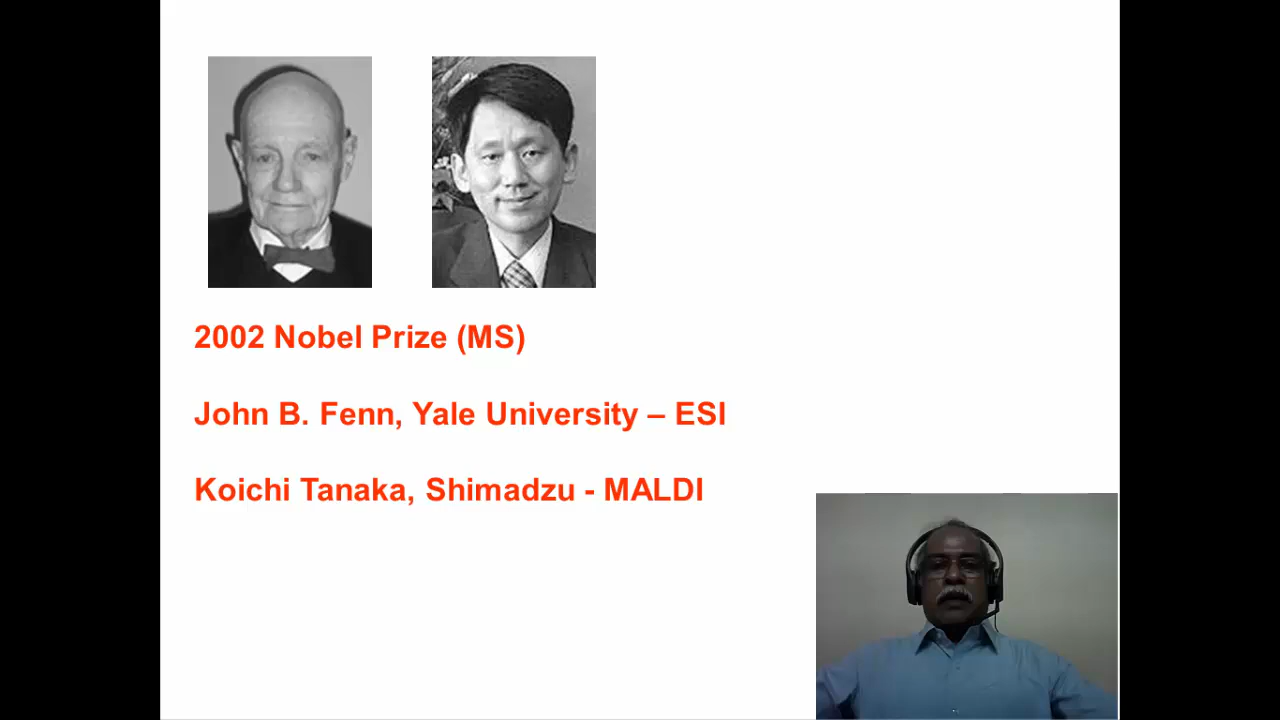 2002 Nobel Prize (MS)
John B. Fenn, Yale University – ESI
Koichi Tanaka, Shimadzu - MALDI